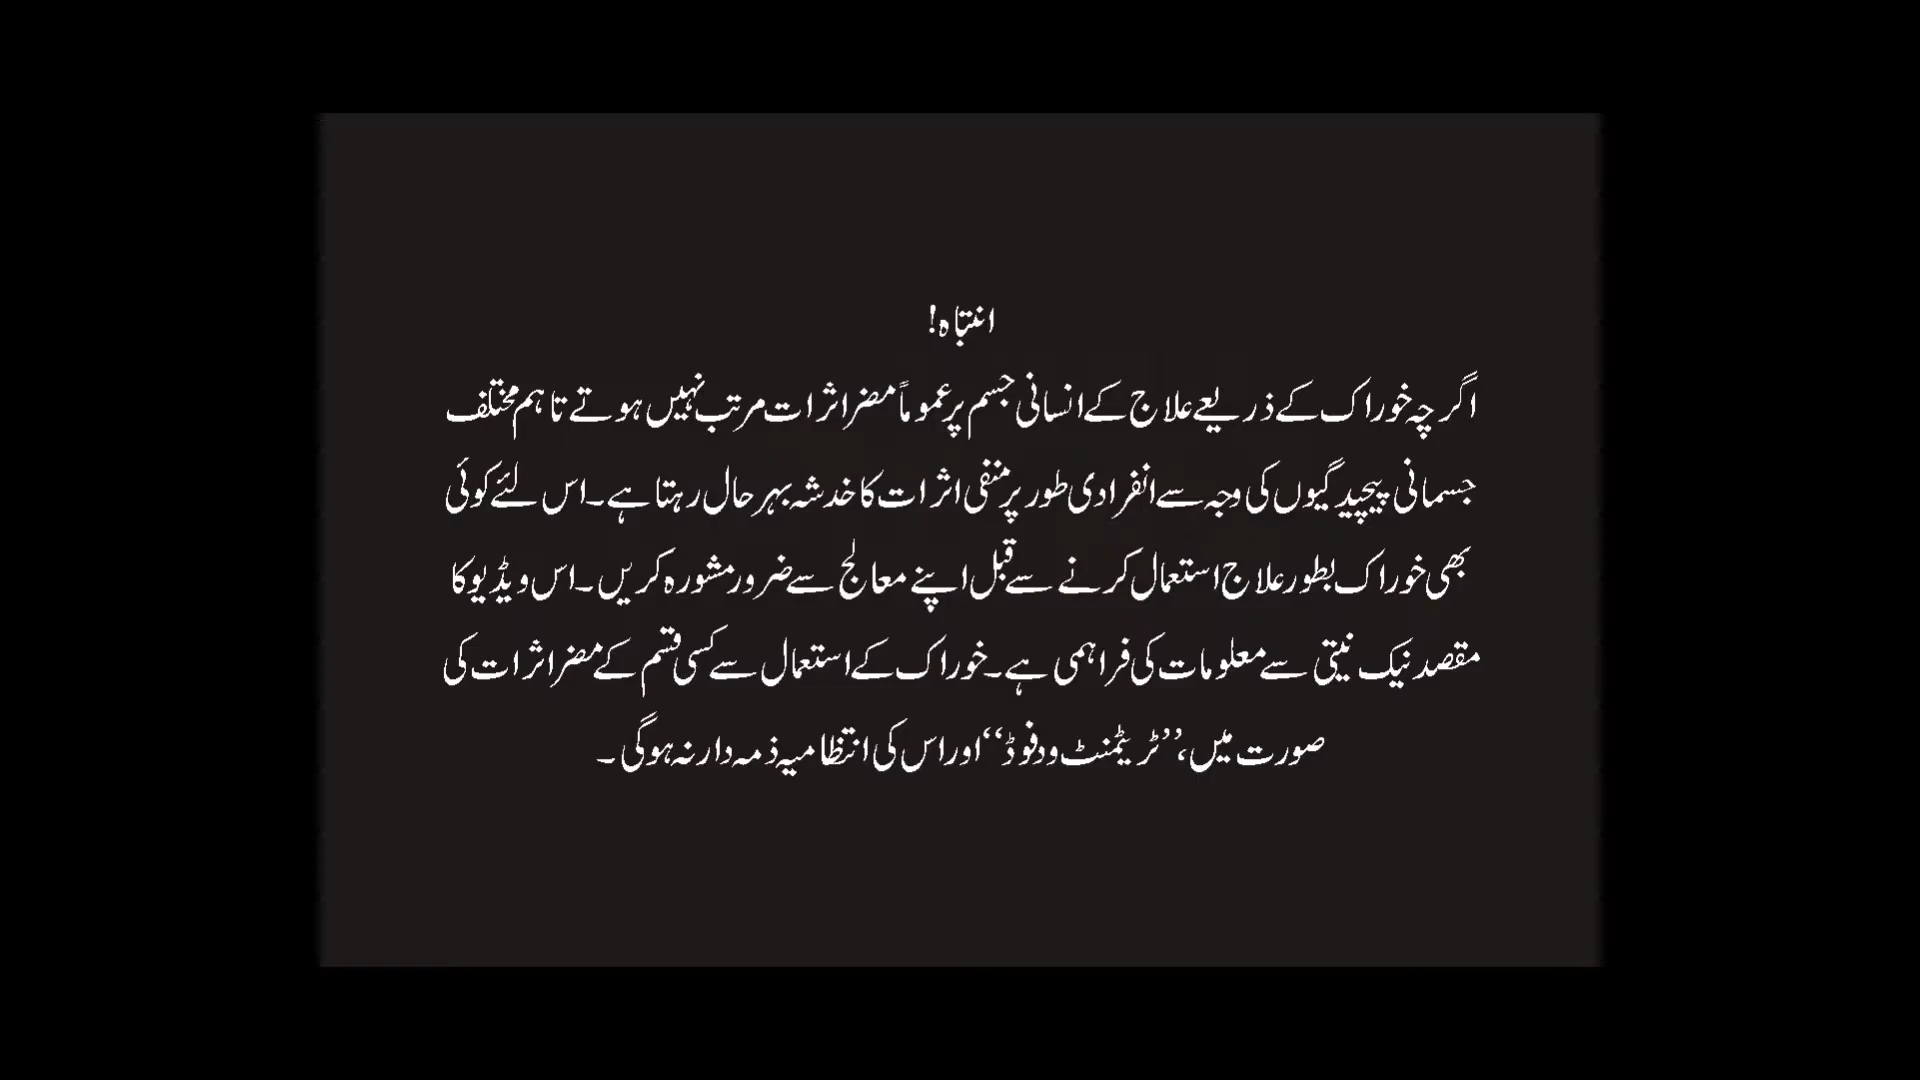 انتباہ!
اگرچہ خوراک کے ذریعے علاج کے انسانی جسم پر عموماً مضر اثرات مرتب نہیں ہوتے تاہم مختلف
جسمانی پیچیدگیوں کی وجہ سے انفرادی طور پر منفی اثرات کا خدشہ بہرحال رہتا ہے۔ اس لئے کوئی
بھی خوراک بطور علاج استعمال کرنے سے قبل اپنے معالج سے ضرور مشورہ کریں۔ اس ویڈیو کا
مقصد نیک نیتی سے معلومات کی فراہمی ہے۔ خوراک کے استعمال سے کسی قسم کے مضر اثرات کی
صورت میں، ’’ٹریٹمنٹ ود فوڈ‘‘ اور اس کی انتظامیہ ذمہ دار نہ ہوگی۔